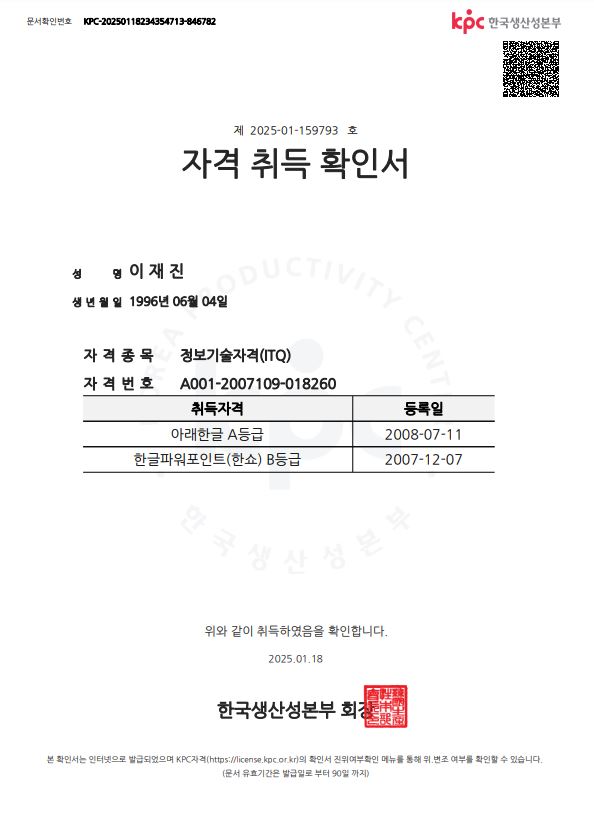 문서확인번호 KPC-20250118234354713-846782
kpc 한국생산성본부
제 2025-01-159793 호
자격 취득 확인서
성 명 이 재 진
생 년 월 일 1996년 06월 04일
자 격 종 목 정보기술자격(ITQ)
자 격 번 호 A001-2007109-018260
취득자격 등록일
아래한글 A등급 2008-07-11
한글파워포인트(한쇼) B등급 2007-12-07
KOREA PRODUCTIVITY CENTER
kpc
한국생산성본부
위와 같이 취득하였음을 확인합니다.
2025.01.18
한국생산성본부 회장
본 확인서는 인터넷으로 발급되었으며 KPC자격(https://license.kpc.or.kr)의 확인서 진위여부확인 메뉴를 통해 위.변조 여부를 확인할 수 있습니다.
(문서 유효기간은 발급일로 부터 90일 까지)